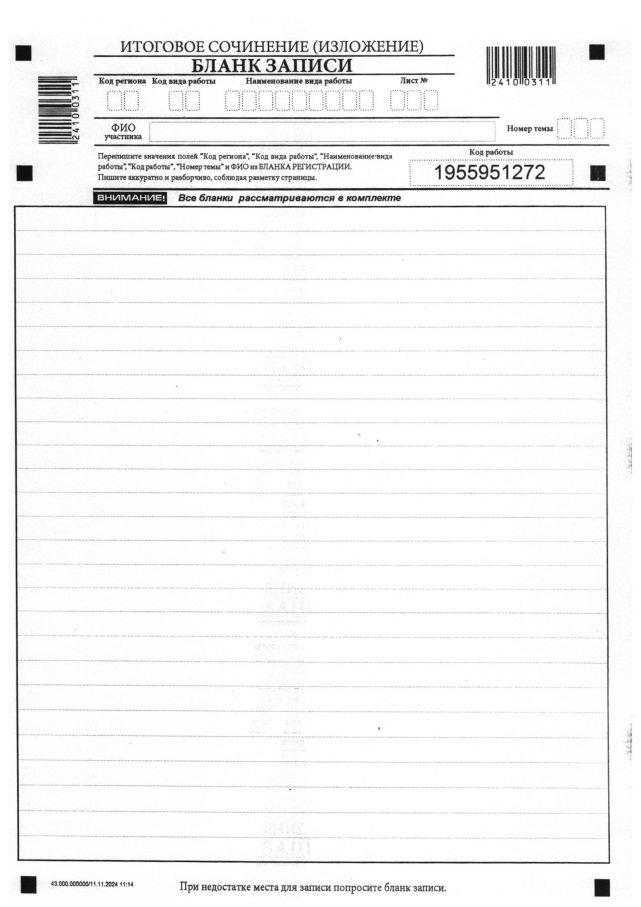 ИТОГОВОЕ СОЧИНЕНИЕ (ИЗЛОЖЕНИЕ)
БЛАНК ЗАПИСИ
Код региона Код вида работы Наименование вида работы Лист №
2410 0311
2410 0311
ФИО
участника
Номер темы
Перепишите значения полей "Код региона", "Код вида работы", "Наименование вида
работы", "Код работы", "Номер темы" и ФИО из БЛАНКА РЕГИСТРАЦИИ.
Пишите аккуратно и разборчиво, соблюдая разметку страницы.
Код работы
1955951272
ВНИМАНИЕ! Все бланки рассматриваются в комплекте
43.000.000000/11.11.2024 11:14
При недостатке места для записи попросите бланк записи.